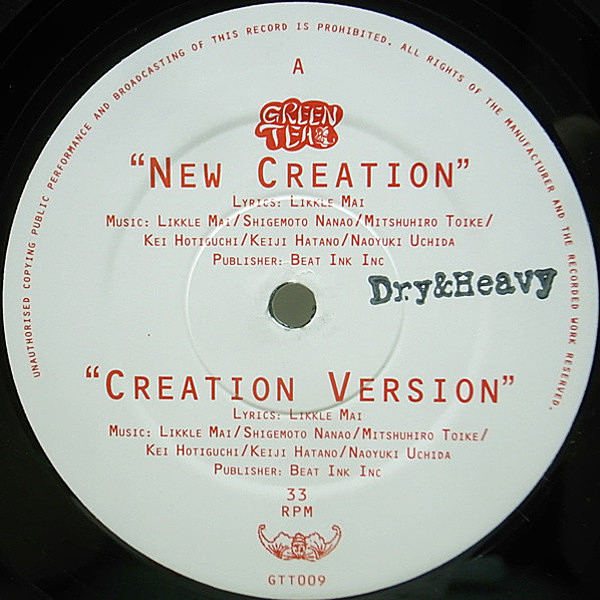 UNAUTHORISED COPYING PUBLIC PERFORMANCE AND BROADCASTING OF THIS RECORD IS PROHIBITED. ALL RIGHTS OF THE MANUFACTURER AND THE RECORDED WORK RESERVED.
A
GREEN
TEA
"NEW CREATION"
LYRICS: LIKKLE MAI
MUSIC: LIKKLE MAI/SHIGEMOTO NANAO/MITSHUHIRO TOIKE/
KEI HOTIGUCHI/KEIJI HATANO/NAOYUKI UCHIDA
PUBLISHER: BEAT INK INC
Dry&Heavy
"CREATION VERSION"
LYRICS: LIKKLE MAI
MUSIC: LIKKLE MAI/SHIGEMOTO NANAO/MITSHUHIRO TOIKE/
KEI HOTIGUCHI/KEIJI HATANO/NAOYUKI UCHIDA
PUBLISHER: BEAT INK INC
33
RPM
GTT009